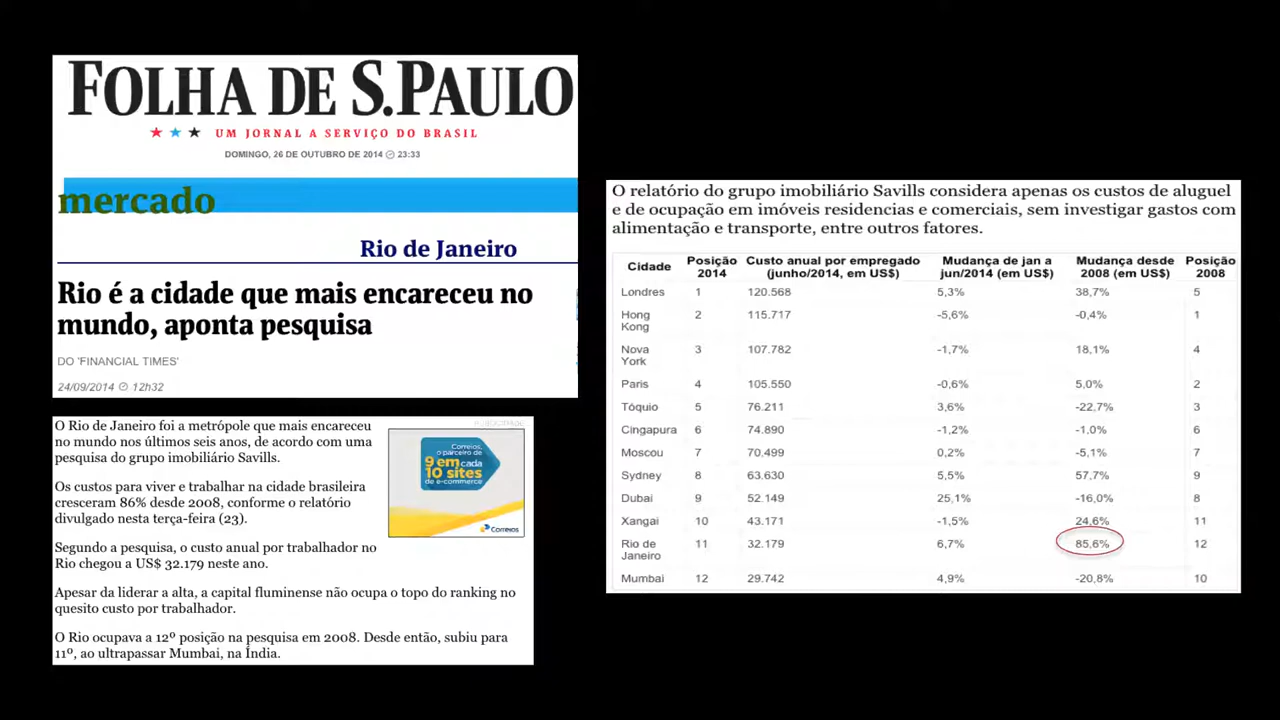 FOLHA DE S.PAULO
UM JORNAL A SERVIÇO DO BRASIL
DOMINGO, 26 DE OUTUBRO DE 2014 23:33
mercado
Rio de Janeiro
Rio é a cidade que mais encareceu no
mundo, aponta pesquisa
DO 'FINANCIAL TIMES'
24/09/2014 12h32
O Rio de Janeiro foi a metrópole que mais encareceu
no mundo nos últimos seis anos, de acordo com uma
pesquisa do grupo imobiliário Savills.
Os custos para viver e trabalhar na cidade brasileira
cresceram 86% desde 2008, conforme o relatório
divulgado nesta terça-feira (23).
Segundo a pesquisa, o custo anual por trabalhador no
Rio chegou a US$ 32.179 neste ano.
Apesar da liderar a alta, a capital fluminense não ocupa o topo do ranking no
quesito custo por trabalhador.
O Rio ocupava a 12º posição na pesquisa em 2008. Desde então, subiu para
11º, ao ultrapassar Mumbai, na Índia.
PUBLICIDADE
Correios,
o parceiro de
9 em cada
10 sites
de e-commerce
Correios
O relatório do grupo imobiliário Savills considera apenas os custos de aluguel
e de ocupação em imóveis residencias e comerciais, sem investigar gastos com
alimentação e transporte, entre outros fatores.
Cidade Posição 2014 Custo anual por empregado (junho/2014, em US$) Mudança de jan a jun/2014 (em US$) Mudança desde 2008 (em US$) Posição 2008
Londres 1 120.568 5,3% 38,7% 5
Hong Kong 2 115.717 -5,6% -0,4% 1
Nova York 3 107.782 -1,7% 18,1% 4
Paris 4 105.550 -0,6% 5,0% 2
Tóquio 5 76.211 3,6% -22,7% 3
Cingapura 6 74.890 -1,2% -1,0% 6
Moscou 7 70.499 0,2% -5,1% 7
Sydney 8 63.630 5,5% 57,7% 9
Dubai 9 52.149 25,1% -16,0% 8
Xangai 10 43.171 -1,5% 24,6% 11
Rio de Janeiro 11 32.179 6,7% 85,6% 12
Mumbai 12 29.742 4,9% -20,8% 10